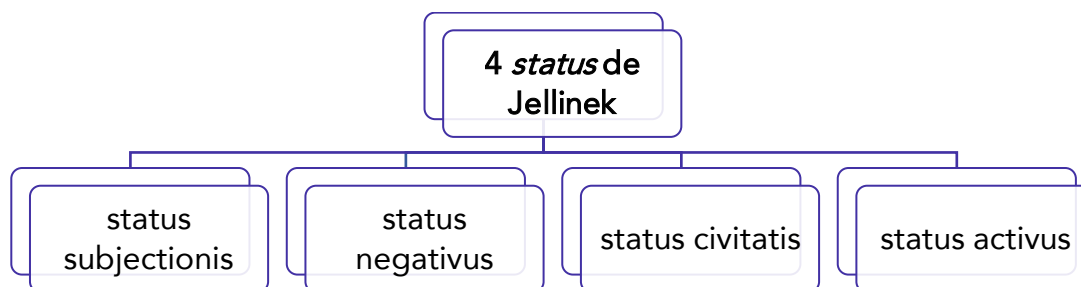 4 status de
Jellinek
status
subjectionis
status
negativus
status civitatis
status activus